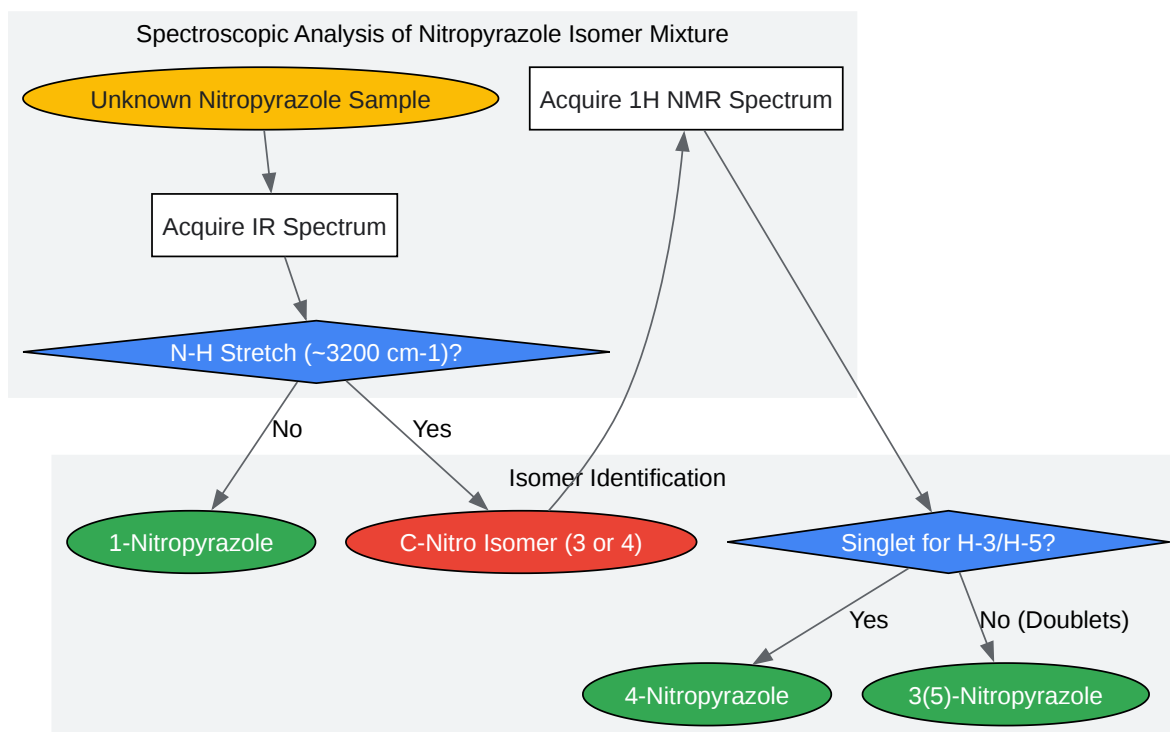 Spectroscopic Analysis of Nitropyrazole Isomer Mixture
Unknown Nitropyrazole Sample
Acquire 1H NMR Spectrum
Acquire IR Spectrum
N-H Stretch (~3200 cm-1)?
No
Yes
Isomer Identification
1-Nitropyrazole
C-Nitro Isomer (3 or 4)
Singlet for H-3/H-5?
Yes
No (Doublets)
4-Nitropyrazole
3(5)-Nitropyrazole